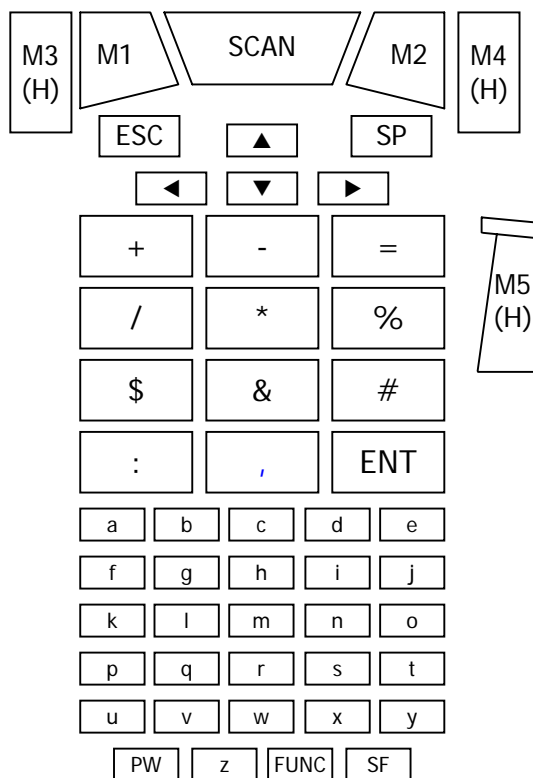 M3 (H) M1 SCAN M2 M4 (H)
ESC ▲ SP
◀ ▼ ▶
+ - =
/ * %
M5 (H)
$ & #
: , ENT
a b c d e
f g h i j
k l m n o
p q r s t
u v w x y
PW z FUNC SF